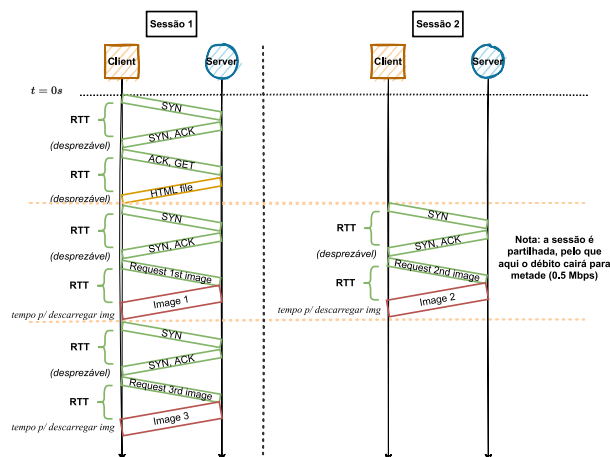 Sessão 1
Sessão 2
Client
Server
Client
Server
t = 0s
SYN
RTT
SYN, ACK
(desprezável)
ACK, GET
RTT
HTML file
(desprezável)
SYN
SYN
RTT
RTT
SYN, ACK
SYN, ACK
(desprezável)
(desprezável)
Request 1st image
Request 2nd image
RTT
RTT
Image 1
Image 2
tempo p/ descarregar img
tempo p/ descarregar img
Nota: a sessão é
partilhada, pelo que
aqui o débito cairá para
metade (0.5 Mbps)
SYN
RTT
SYN, ACK
(desprezável)
Request 3rd image
RTT
Image 3
tempo p/ descarregar img